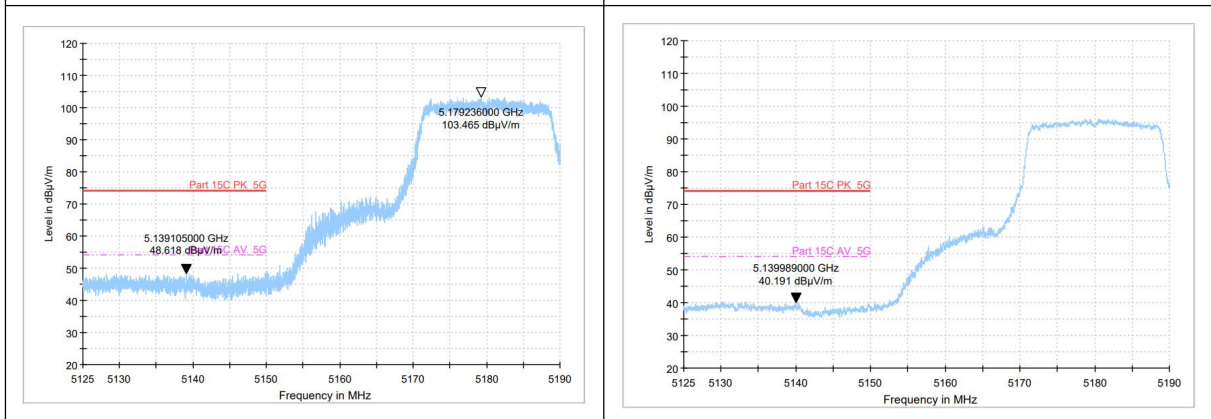 120
110
100
90
80
70
60
50
40
30
20
Level in dBµV/m
5.179236000 GHz
103.465 dBµV/m
Part 15C PK_5G
5.139105000 GHz
48.618 dBµV/m
Part 15C AV_5G
5125 5130 5140 5150 5160 5170 5180 5190
Frequency in MHz
120
110
100
90
80
70
60
50
40
30
20
Level in dBµV/m
Part 15C PK_5G
Part 15C AV_5G
5.139989000 GHz
40.191 dBµV/m
5125 5130 5140 5150 5160 5170 5180 5190
Frequency in MHz